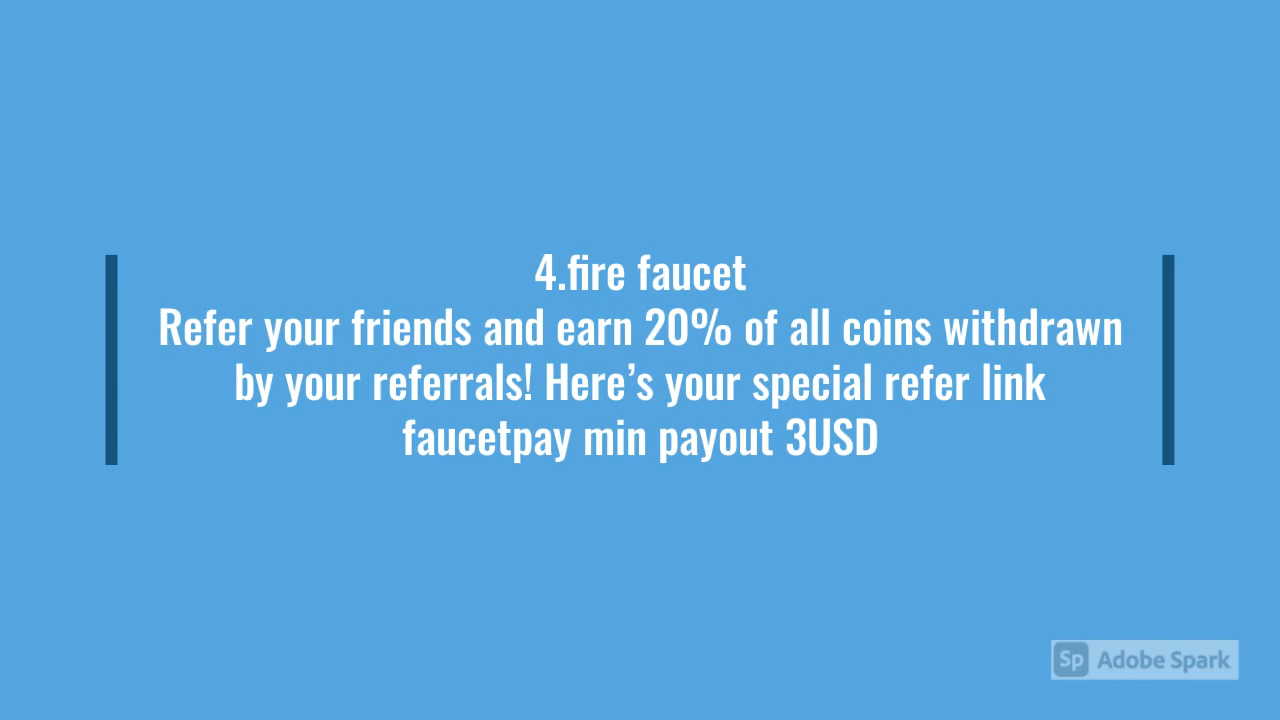 4.fire faucet
Refer your friends and earn 20% of all coins withdrawn
by your referrals! Here’s your special refer link
faucetpay min payout 3USD
Sp Adobe Spark